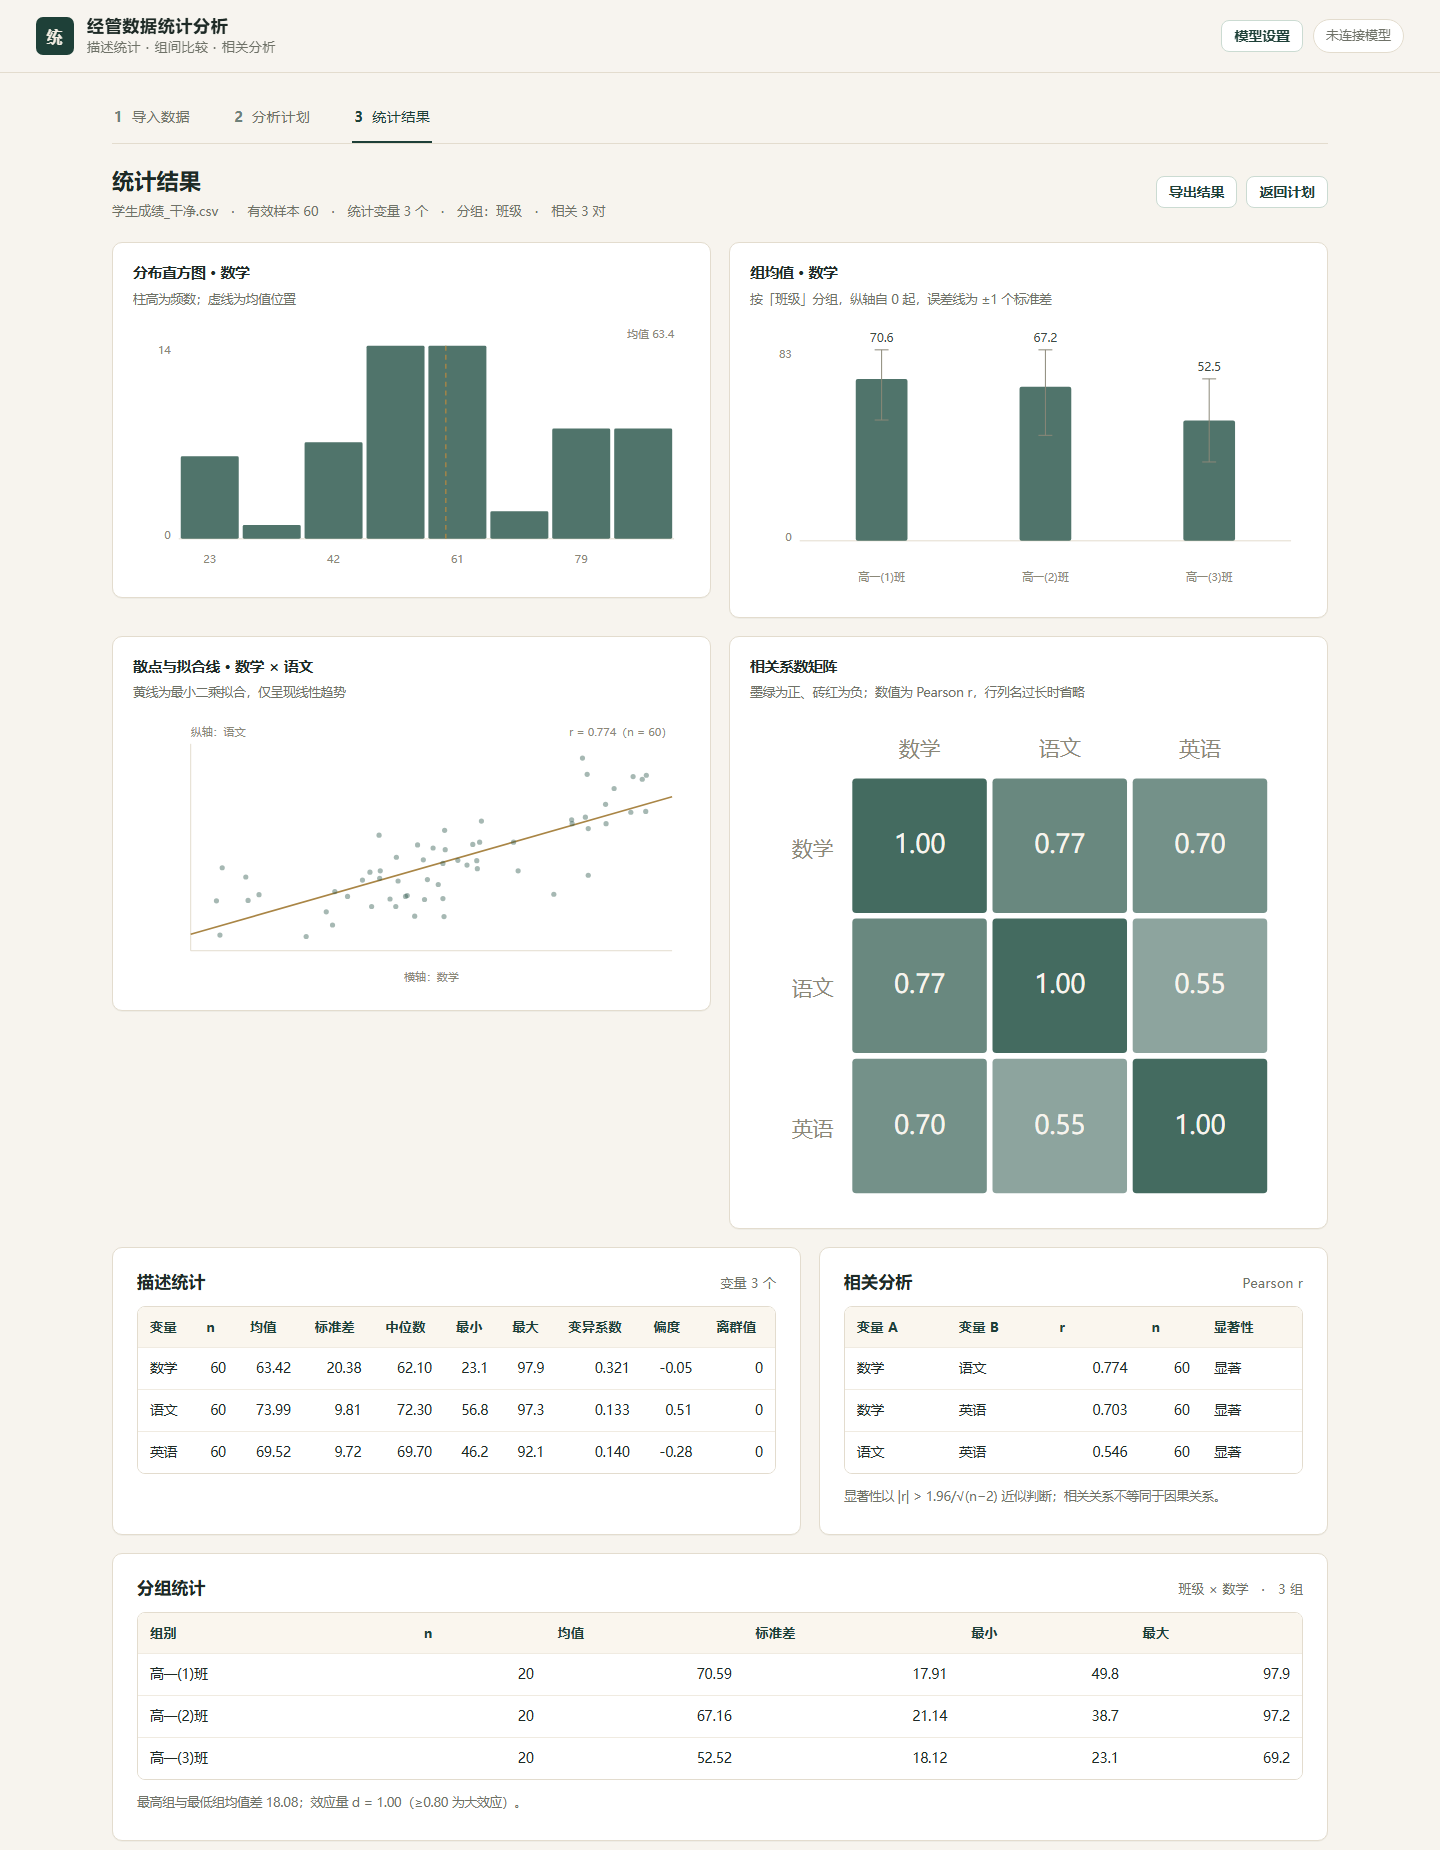 统
经管数据统计分析
描述统计 · 组间比较 · 相关分析
模型设置
未连接模型
1 导入数据
2 分析计划
3 统计结果
统计结果
学生成绩_干净.csv · 有效样本 60 · 统计变量 3 个 · 分组：班级 · 相关 3 对
导出结果
返回计划
分布直方图 · 数学
柱高为频数；虚线为均值位置
均值 63.4
14
0
23 42 61 79
组均值 · 数学
按「班级」分组，纵轴自 0 起，误差线为 ±1 个标准差
83
70.6 67.2 52.5
0
高一(1)班 高一(2)班 高一(3)班
散点与拟合线 · 数学 × 语文
黄线为最小二乘拟合，仅呈现线性趋势
纵轴：语文
r = 0.774（n = 60）
横轴：数学
相关系数矩阵
墨绿为正、砖红为负；数值为 Pearson r，行列名过长时省略
数学 语文 英语
数学 1.00 0.77 0.70
语文 0.77 1.00 0.55
英语 0.70 0.55 1.00
描述统计
变量 3 个
变量 n 均值 标准差 中位数 最小 最大 变异系数 偏度 离群值
数学 60 63.42 20.38 62.10 23.1 97.9 0.321 -0.05 0
语文 60 73.99 9.81 72.30 56.8 97.3 0.133 0.51 0
英语 60 69.52 9.72 69.70 46.2 92.1 0.140 -0.28 0
相关分析
Pearson r
变量 A 变量 B r n 显著性
数学 语文 0.774 60 显著
数学 英语 0.703 60 显著
语文 英语 0.546 60 显著
显著性以 |r| > 1.96/√(n−2) 近似判断；相关关系不等同于因果关系。
分组统计
班级 × 数学 · 3 组
组别 n 均值 标准差 最小 最大
高一(1)班 20 70.59 17.91 49.8 97.9
高一(2)班 20 67.16 21.14 38.7 97.2
高一(3)班 20 52.52 18.12 23.1 69.2
最高组与最低组均值差 18.08；效应量 d = 1.00（≥0.80 为大效应）。